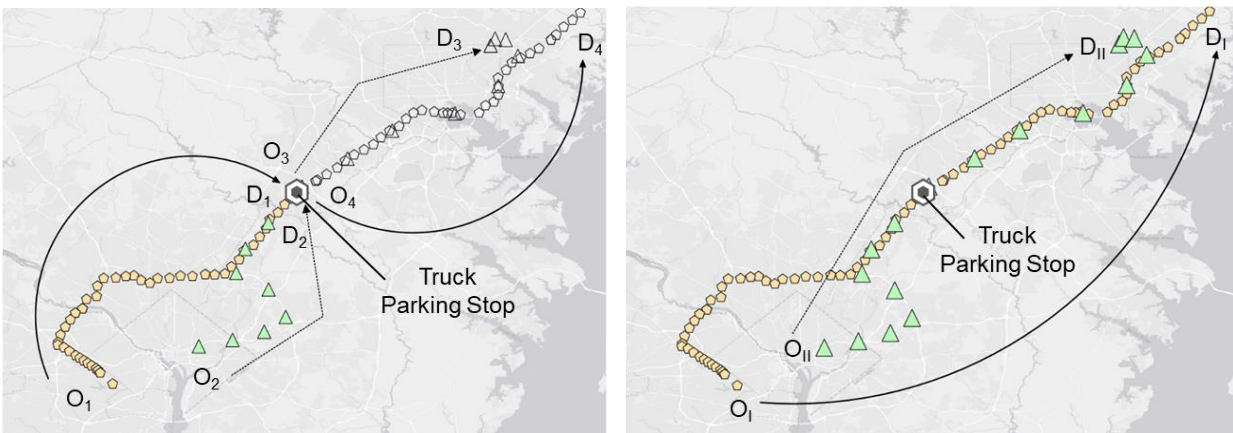 D3
D4
O3
D1
O4
D2
Truck
Parking Stop
O2
O1
DI
DII
Truck
Parking Stop
OII
OI